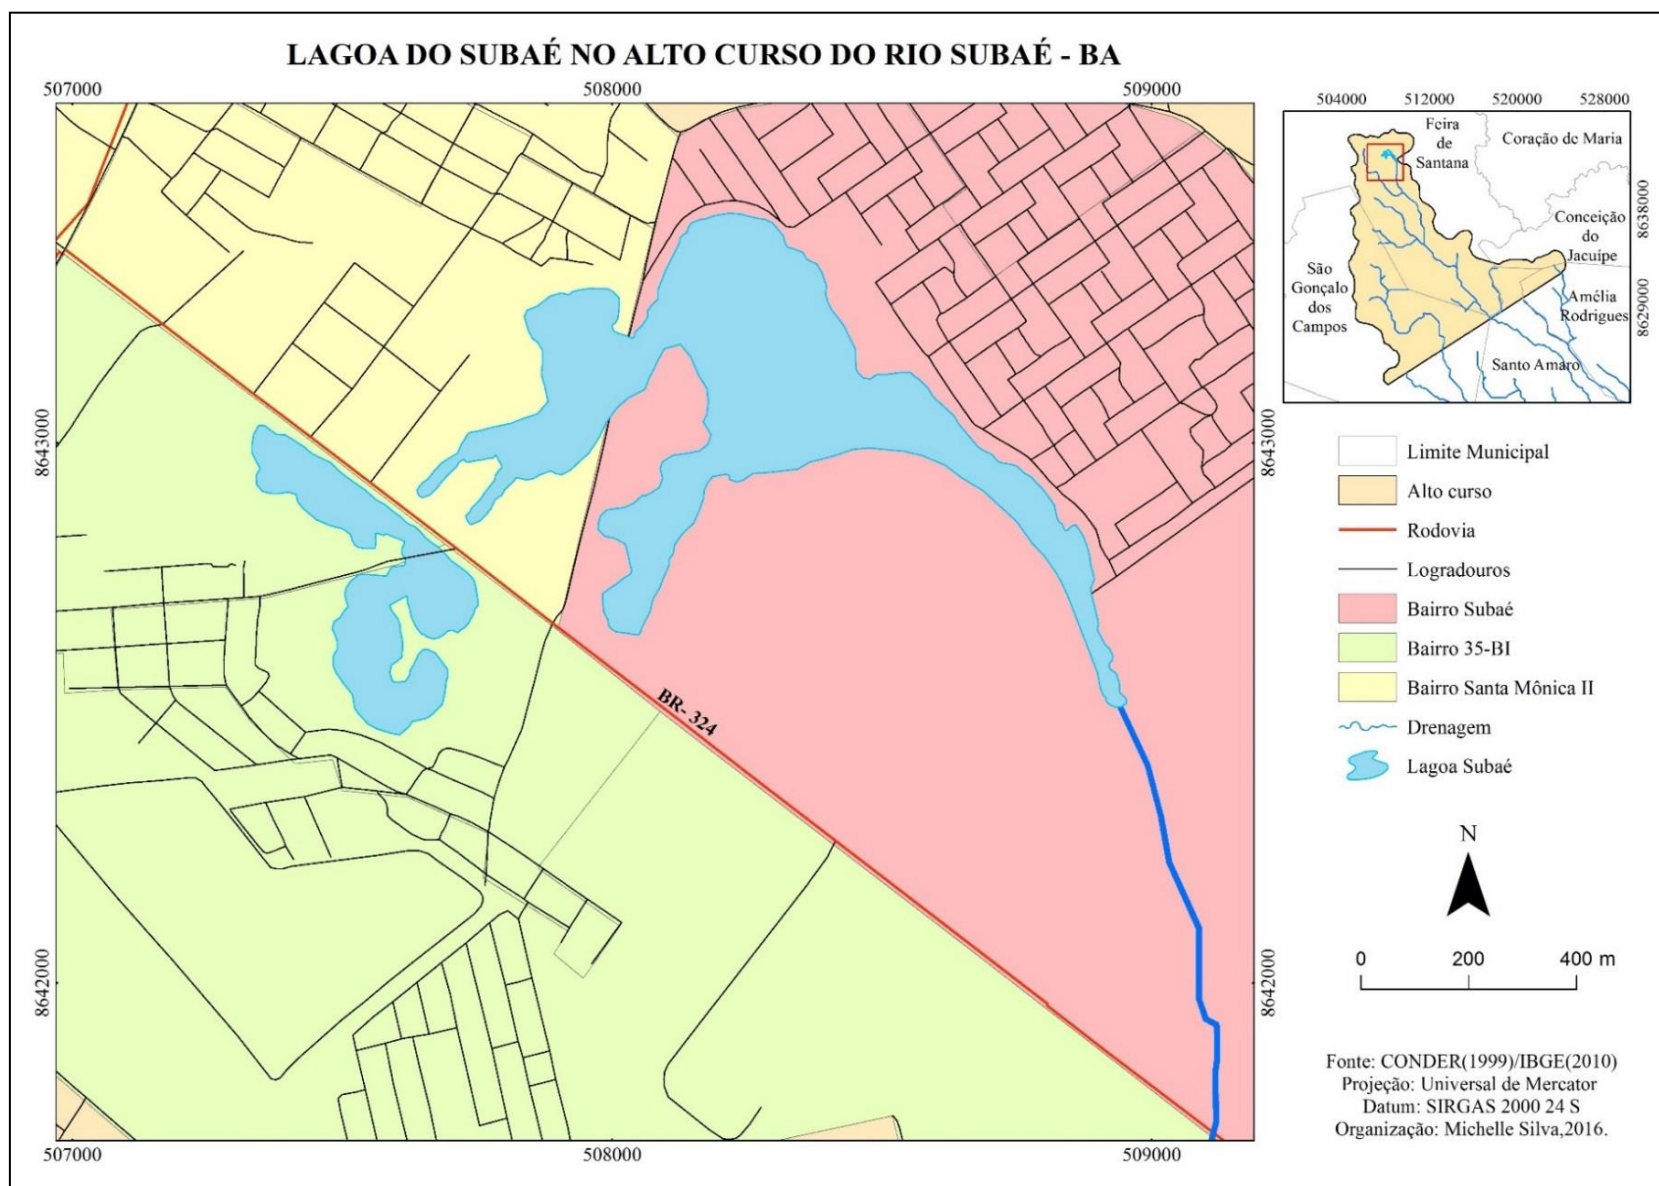 LAGOA DO SUBAÉ NO ALTO CURSO DO RIO SUBAÉ - BA
507000
508000
509000
8643000
8642000
8643000
8642000
BR- 324
507000
508000
509000
504000
512000
520000
528000
Feira
de
Santana
Coração de Maria
Conceição
do
Jacuípe
São
Gonçalo
dos
Campos
Amélia
Rodrigues
Santo Amaro
8638000
8629000
Limite Municipal
Alto curso
Rodovia
Logradouros
Bairro Subaé
Bairro 35-BI
Bairro Santa Mônica II
Drenagem
Lagoa Subaé
N
0 200 400 m
Fonte: CONDER(1999)/IBGE(2010)
Projeção: Universal de Mercator
Datum: SIRGAS 2000 24 S
Organização: Michelle Silva,2016.